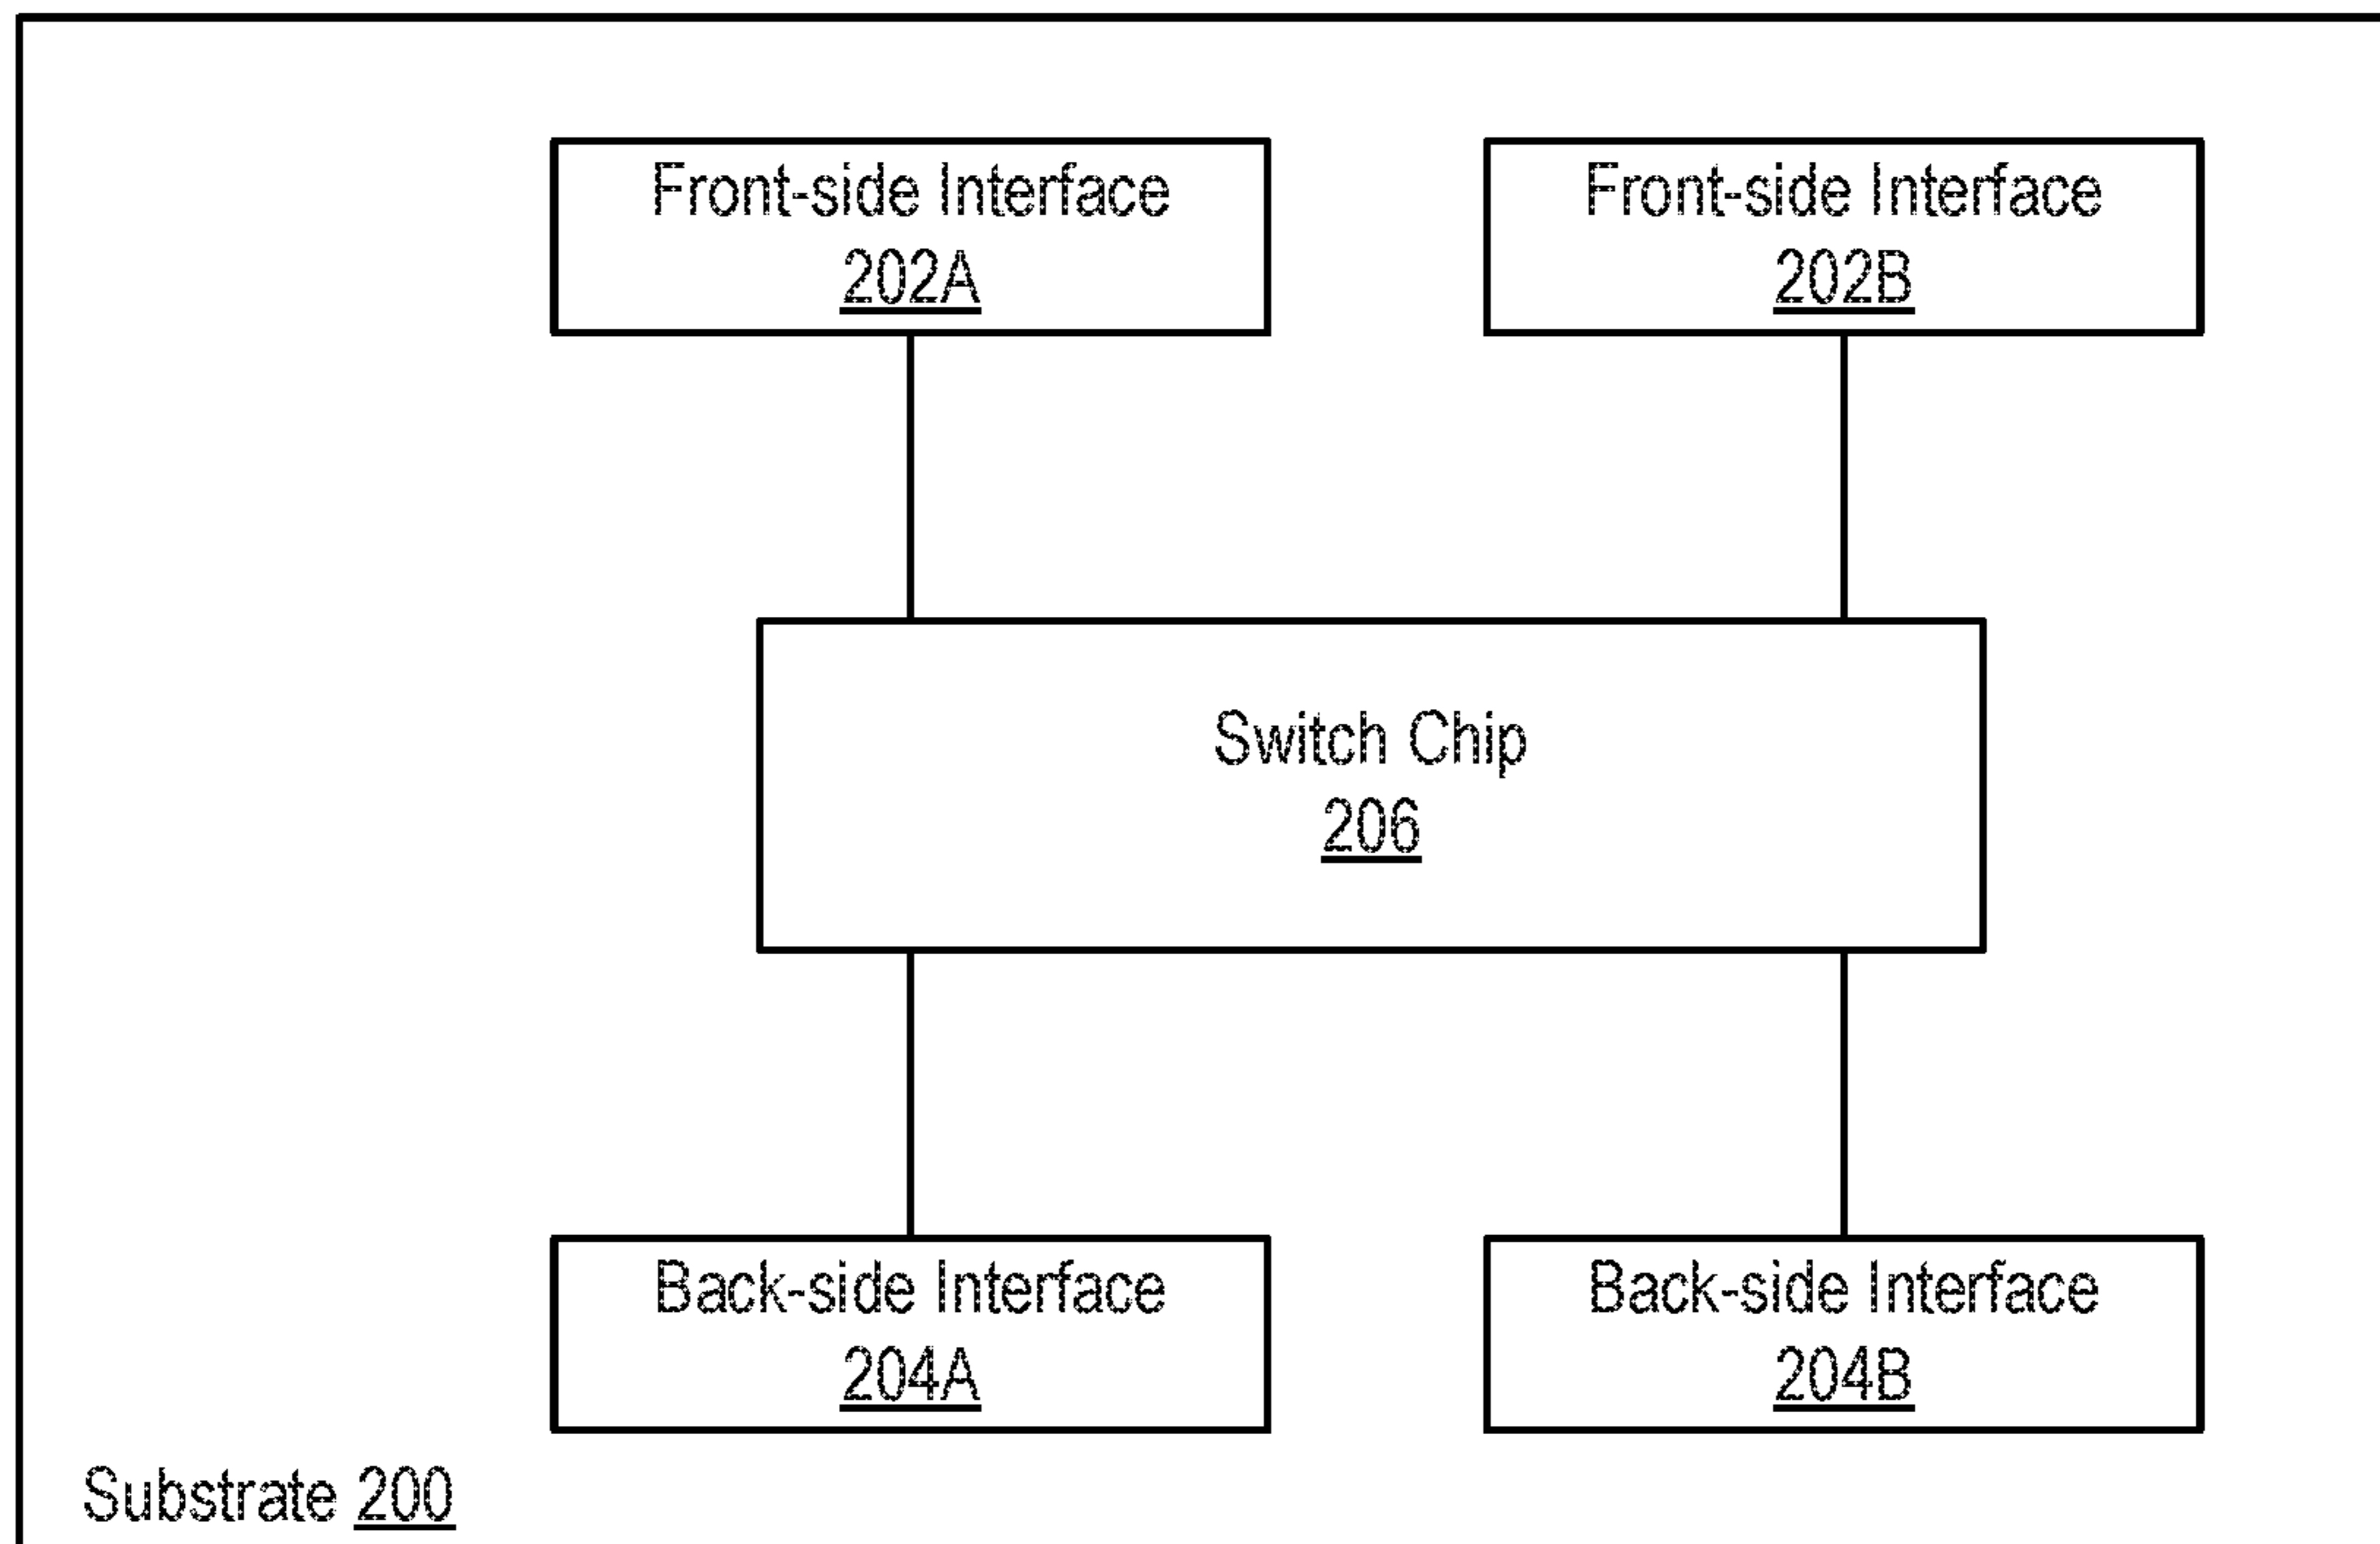 Front-side Interface
202A
Front-side Interface
202B
Switch Chip
206
Back-side Interface
204A
Back-side Interface
204B
Substrate 200